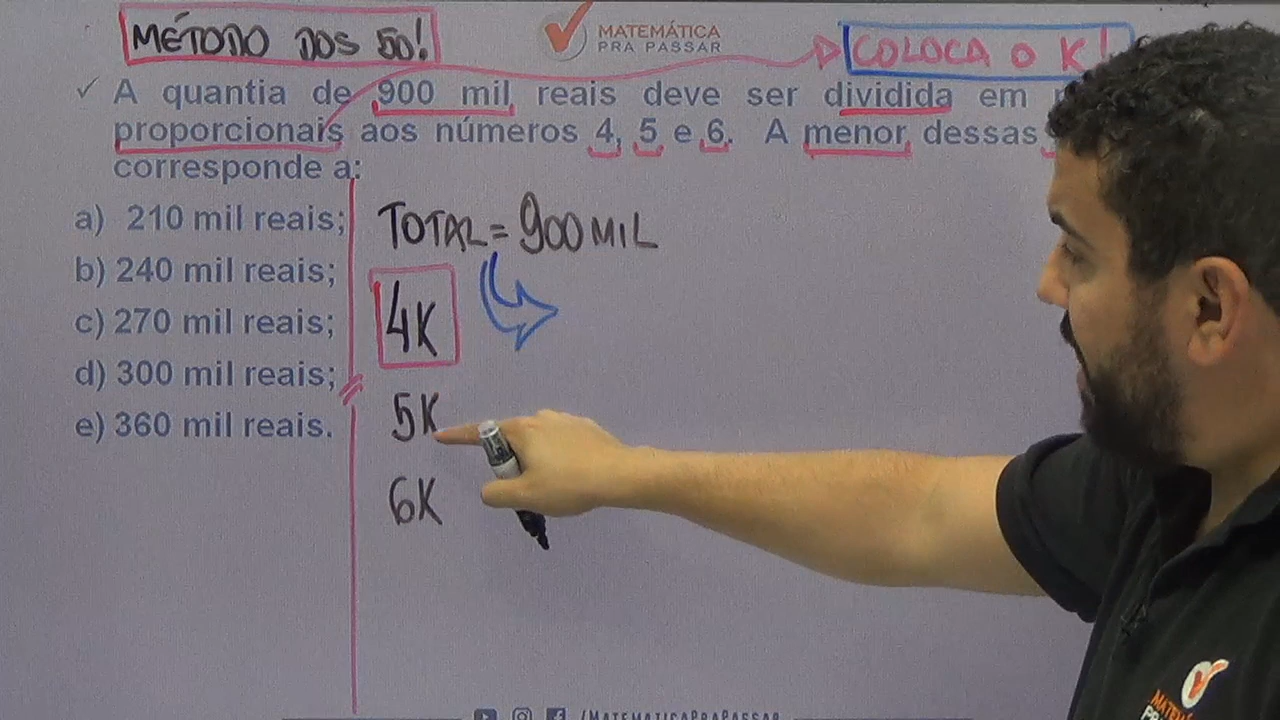 MÉTODO DOS 50!
MATEMÁTICA
PRA PASSAR
COLOCA O K!
✓ A quantia de 900 mil reais deve ser dividida em
proporcionais aos números 4, 5 e 6. A menor dessas
corresponde a:
a) 210 mil reais;
b) 240 mil reais;
c) 270 mil reais;
d) 300 mil reais;
e) 360 mil reais.
TOTAL = 900 MIL
4K
5K
6K
/MATEMATICAPRAPASSAR